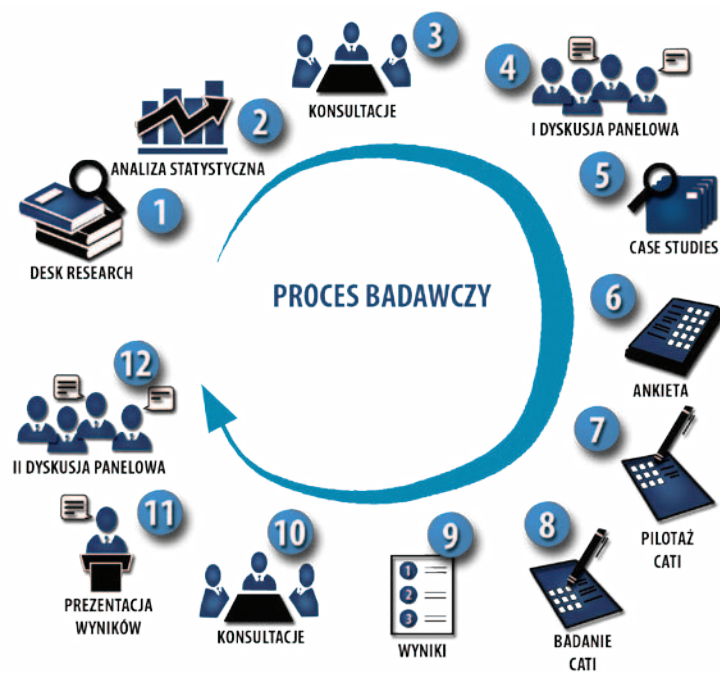 PROCES BADAWCZY
1
DESK RESEARCH
2
ANALIZA STATYSTYCZNA
3
KONSULTACJE
4
I DYSKUSJA PANELOWA
5
CASE STUDIES
6
ANKIETA
7
PILOTAŻ
CATI
8
BADANIE
CATI
9
1
2
3
WYNIKI
10
KONSULTACJE
11
PREZENTACJA
WYNIKÓW
12
II DYSKUSJA PANELOWA